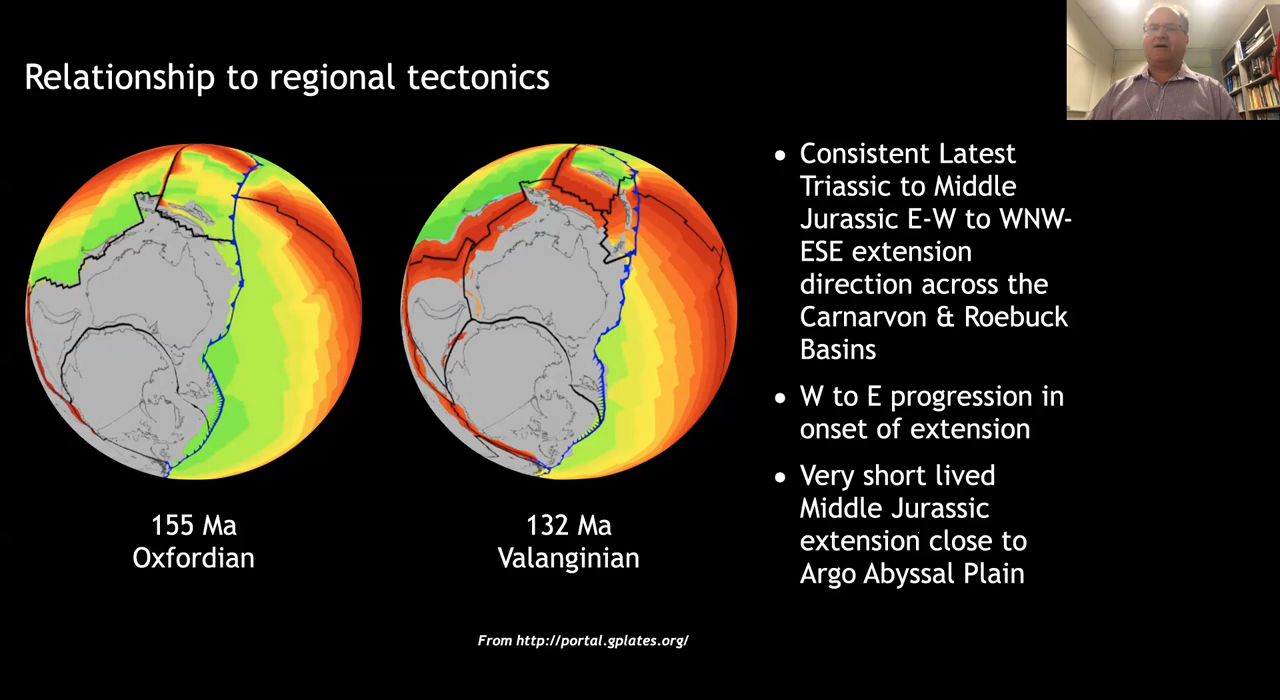 Relationship to regional tectonics
● Consistent Latest
Triassic to Middle
Jurassic E-W to WNW-
ESE extension
direction across the
Carnarvon & Roebuck
Basins
● W to E progression in
onset of extension
● Very short lived
Middle Jurassic
extension close to
Argo Abyssal Plain
155 Ma
Oxfordian
132 Ma
Valanginian
From http://portal.gplates.org/